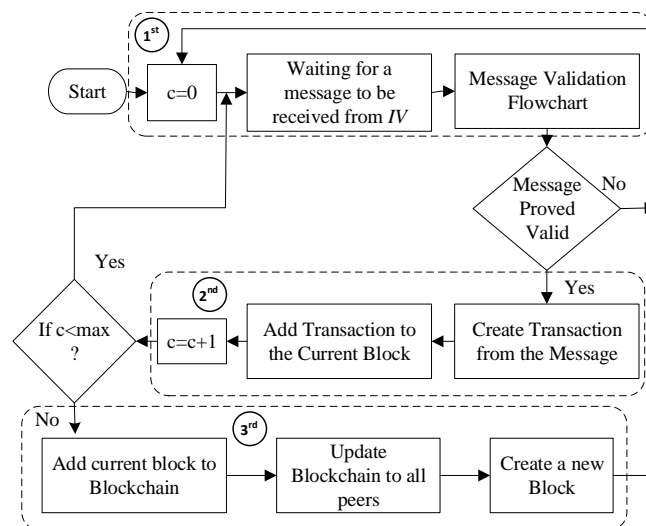 1st
Start
c=0
Waiting for a
message to be
received from IV
Message Validation
Flowchart
Message
Proved
Valid
No
Yes
Yes
2nd
If c<max
?
c=c+1
Add Transaction to
the Current Block
Create Transaction
from the Message
No
3rd
Add current block to
Blockchain
Update
Blockchain to all
peers
Create a new
Block